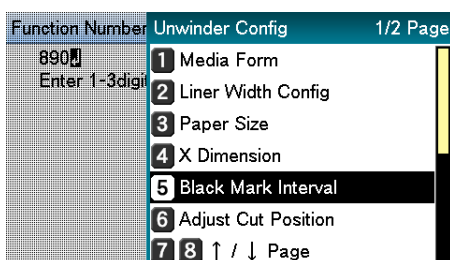 Function Number
890
Enter 1-3digi
Unwinder Config 1/2 Page
1 Media Form
2 Liner Width Config
3 Paper Size
4 X Dimension
5 Black Mark Interval
6 Adjust Cut Position
7 8 ↑ / ↓ Page